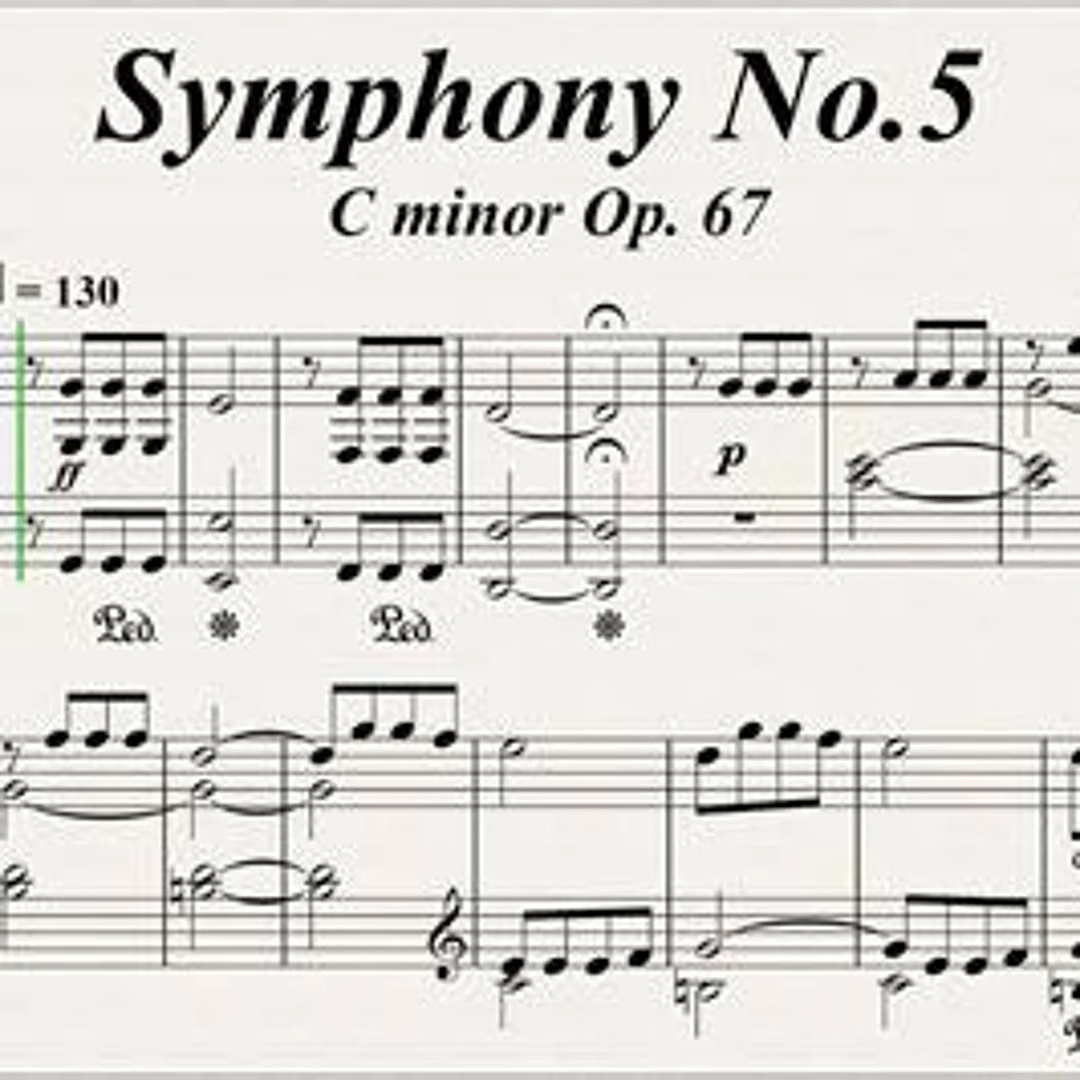 Symphony No.5
C minor Op. 67
= 130
ff
p
Ped. Ped.